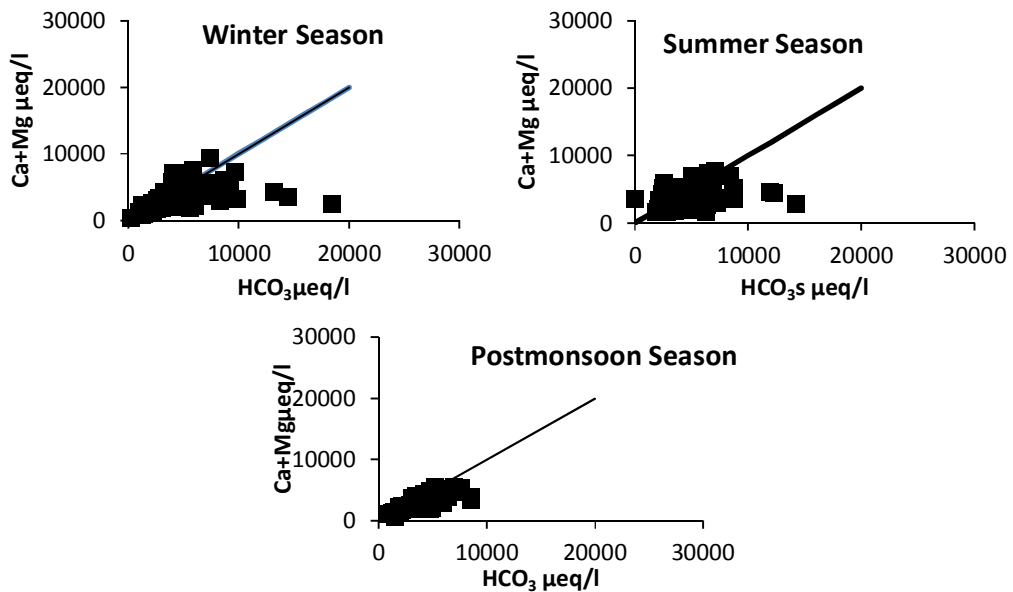 Winter Season
Ca+Mg µeq/l
30000
20000
10000
0
0 10000 20000 30000
HCO₃µeq/l
Summer Season
Ca+Mg µeq/l
30000
20000
10000
0
0 10000 20000 30000
HCO₃s µeq/l
Postmonsoon Season
Ca+Mgµeq/l
30000
20000
10000
0
0 10000 20000 30000
HCO₃ µeq/l